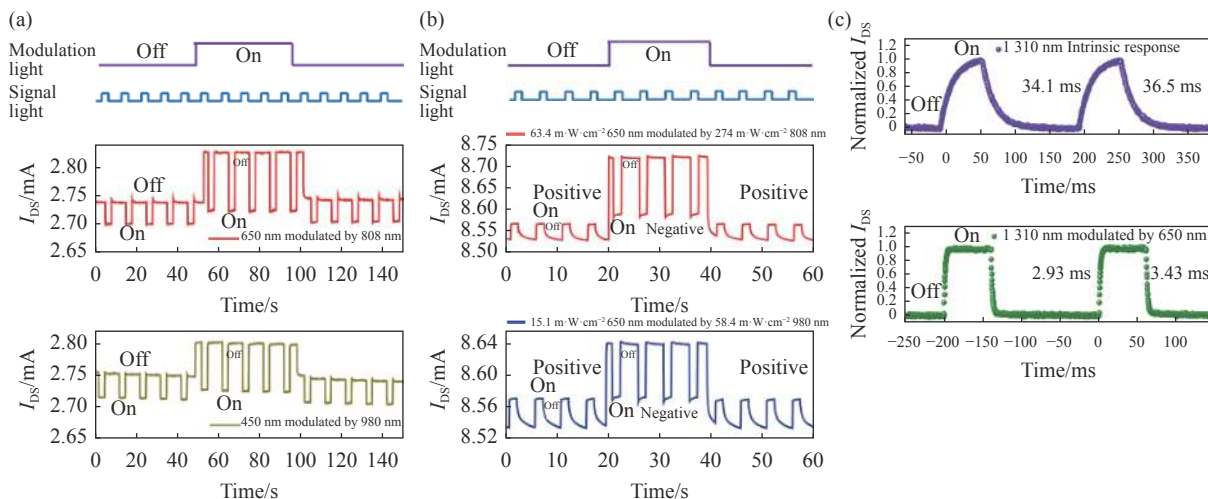 (a)
Modulation
light
Off
On
Signal
light
I_DS/mA
2.80
2.75
2.70
2.65
Off
Off
On
On
650 nm modulated by 808 nm
0 20 40 60 80 100 120 140
Time/s
I_DS/mA
2.80
2.75
2.70
2.65
Off
Off
On
On
450 nm modulated by 980 nm
0 20 40 60 80 100 120 140
Time/s
(b)
Modulation
light
Off
On
Signal
light
63.4 m·W·cm⁻² 650 nm modulated by 274 m·W·cm⁻² 808 nm
I_DS/mA
8.75
8.70
8.65
8.60
8.55
8.50
Off
Positive
Positive
On
Off
On
Negative
0 10 20 30 40 50 60
Time/s
15.1 m·W·cm⁻² 650 nm modulated by 58.4 m·W·cm⁻² 980 nm
I_DS/mA
8.64
8.60
8.56
8.52
Off
Positive
Positive
On
Off
On
Negative
0 10 20 30 40 50 60
Time/s
(c)
Normalized I_DS
1.2
1.0
0.8
0.6
0.4
0.2
0
On
1 310 nm Intrinsic response
34.1 ms
36.5 ms
Off
−50 0 50 100 150 200 250 300 350
Time/ms
Normalized I_DS
1.2
1.0
0.8
0.6
0.4
0.2
0
On
1 310 nm modulated by 650 nm
2.93 ms
3.43 ms
Off
−250 −200 −150 −100 −50 0 50 100
Time/ms